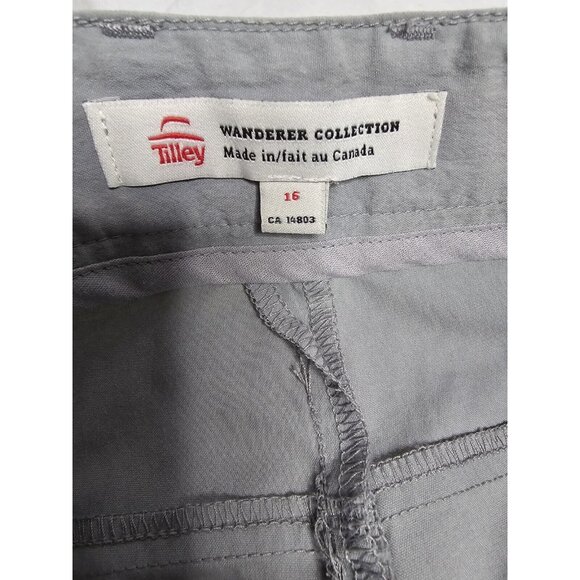 Tilley
WANDERER COLLECTION
Made in/fait au Canada
16
CA 14803